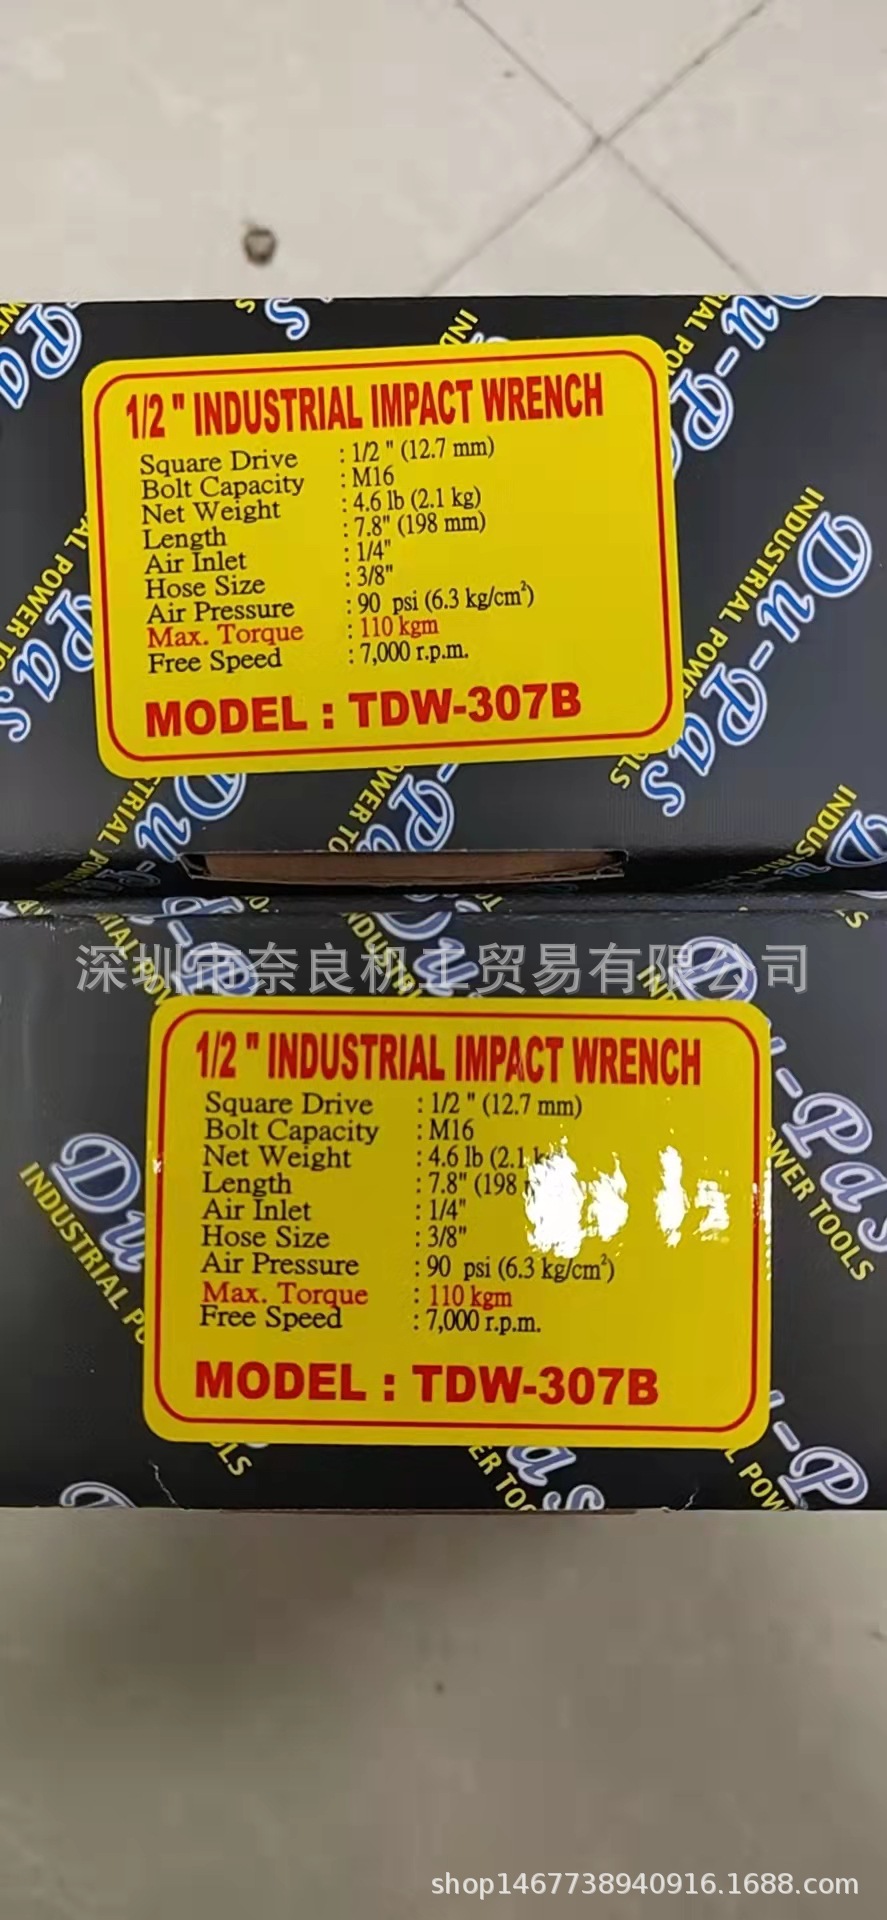 Du-Pas
INDUSTRIAL POWER TOOLS
1/2 " INDUSTRIAL IMPACT WRENCH
Square Drive : 1/2 " (12.7 mm)
Bolt Capacity : M16
Net Weight : 4.6 lb (2.1 kg)
Length : 7.8" (198 mm)
Air Inlet : 1/4"
Hose Size : 3/8"
Air Pressure : 90 psi (6.3 kg/cm²)
Max. Torque : 110 kgm
Free Speed : 7,000 r.p.m.
MODEL : TDW-307B
深圳市奈良机工贸易有限公司
1/2 " INDUSTRIAL IMPACT WRENCH
Square Drive : 1/2 " (12.7 mm)
Bolt Capacity : M16
Net Weight : 4.6 lb (2.1 k
Length : 7.8" (198
Air Inlet : 1/4"
Hose Size : 3/8"
Air Pressure : 90 psi (6.3 kg/cm²)
Max. Torque : 110 kgm
Free Speed : 7,000 r.p.m.
MODEL : TDW-307B
shop1467738940916.1688.com